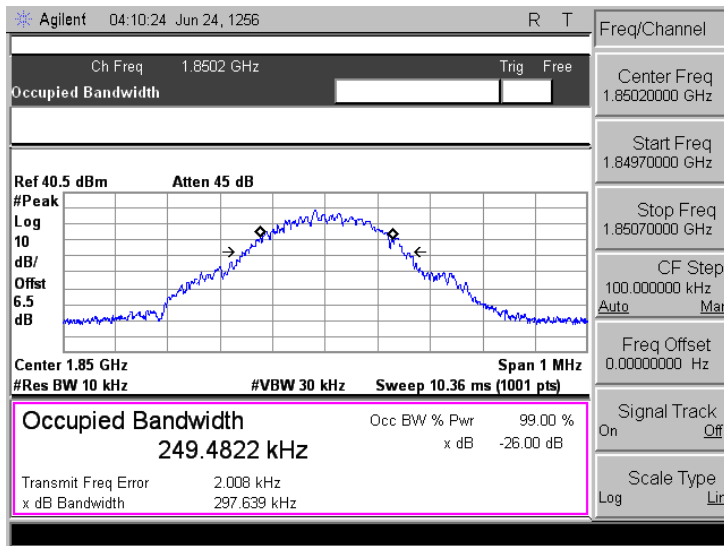 Agilent 04:10:24 Jun 24, 1256 R T
Ch Freq 1.8502 GHz Trig Free
Occupied Bandwidth
Ref 40.5 dBm Atten 45 dB
#Peak
Log
10
dB/
Offst
6.5
dB
Center 1.85 GHz Span 1 MHz
#Res BW 10 kHz #VBW 30 kHz Sweep 10.36 ms (1001 pts)
Occupied Bandwidth
249.4822 kHz
Occ BW % Pwr 99.00 %
x dB -26.00 dB
Transmit Freq Error 2.008 kHz
x dB Bandwidth 297.639 kHz
Freq/Channel
Center Freq
1.85020000 GHz
Start Freq
1.84970000 GHz
Stop Freq
1.85070000 GHz
CF Step
100.000000 kHz
Auto Man
Freq Offset
0.00000000 Hz
Signal Track
On Off
Scale Type
Log Lin